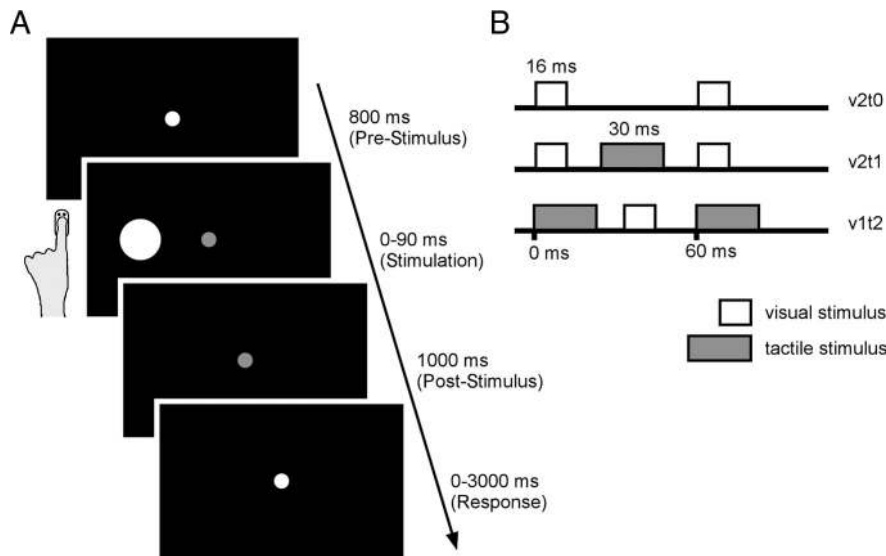 A
800 ms
(Pre-Stimulus)
0-90 ms
(Stimulation)
1000 ms
(Post-Stimulus)
0-3000 ms
(Response)
B
16 ms
v2t0
30 ms
v2t1
v1t2
0 ms
60 ms
visual stimulus
tactile stimulus